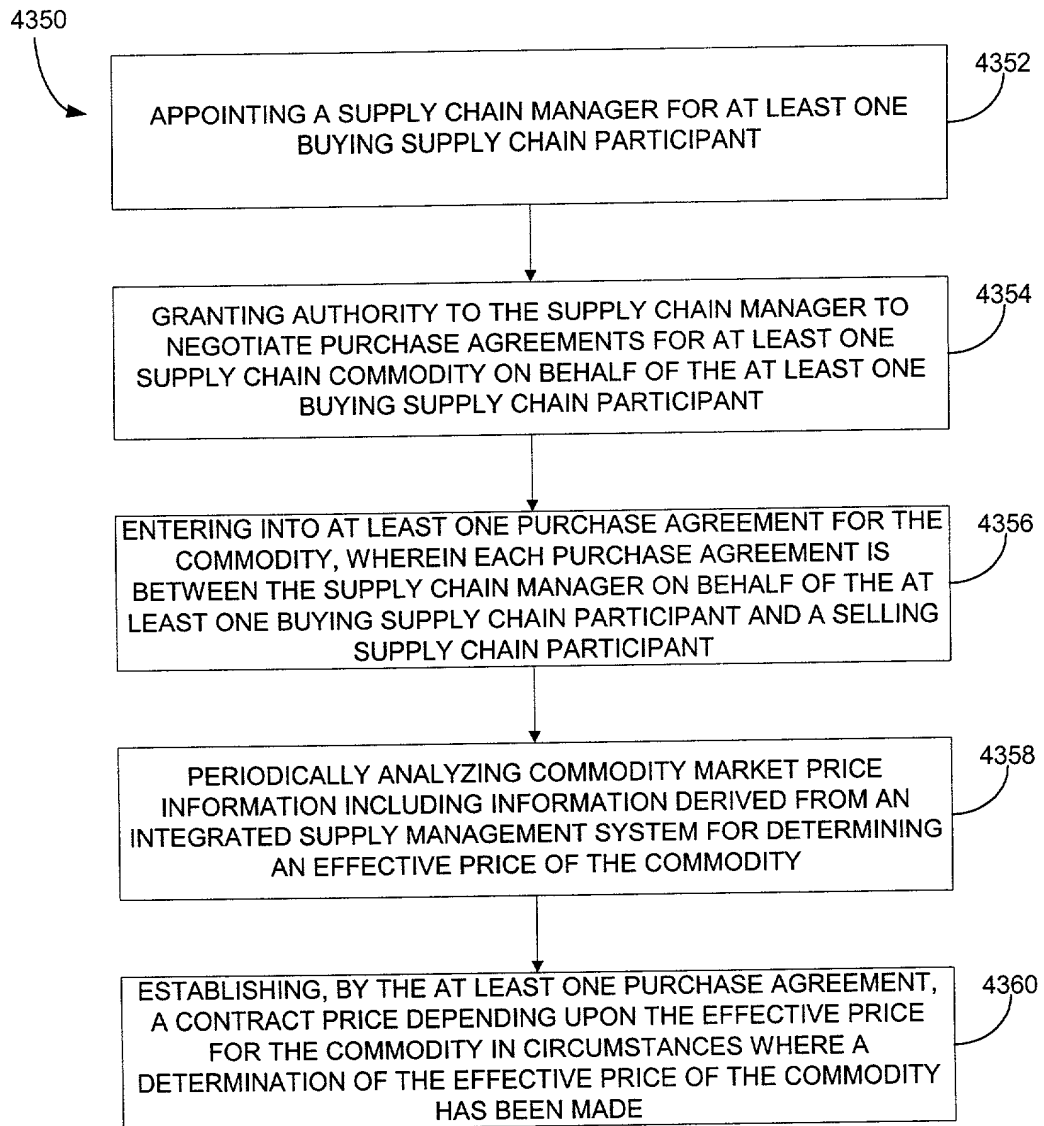 4350
4352
APPOINTING A SUPPLY CHAIN MANAGER FOR AT LEAST ONE
BUYING SUPPLY CHAIN PARTICIPANT
4354
GRANTING AUTHORITY TO THE SUPPLY CHAIN MANAGER TO
NEGOTIATE PURCHASE AGREEMENTS FOR AT LEAST ONE
SUPPLY CHAIN COMMODITY ON BEHALF OF THE AT LEAST ONE
BUYING SUPPLY CHAIN PARTICIPANT
4356
ENTERING INTO AT LEAST ONE PURCHASE AGREEMENT FOR THE
COMMODITY, WHEREIN EACH PURCHASE AGREEMENT IS
BETWEEN THE SUPPLY CHAIN MANAGER ON BEHALF OF THE AT
LEAST ONE BUYING SUPPLY CHAIN PARTICIPANT AND A SELLING
SUPPLY CHAIN PARTICIPANT
4358
PERIODICALLY ANALYZING COMMODITY MARKET PRICE
INFORMATION INCLUDING INFORMATION DERIVED FROM AN
INTEGRATED SUPPLY MANAGEMENT SYSTEM FOR DETERMINING
AN EFFECTIVE PRICE OF THE COMMODITY
4360
ESTABLISHING, BY THE AT LEAST ONE PURCHASE AGREEMENT,
A CONTRACT PRICE DEPENDING UPON THE EFFECTIVE PRICE
FOR THE COMMODITY IN CIRCUMSTANCES WHERE A
DETERMINATION OF THE EFFECTIVE PRICE OF THE COMMODITY
HAS BEEN MADE